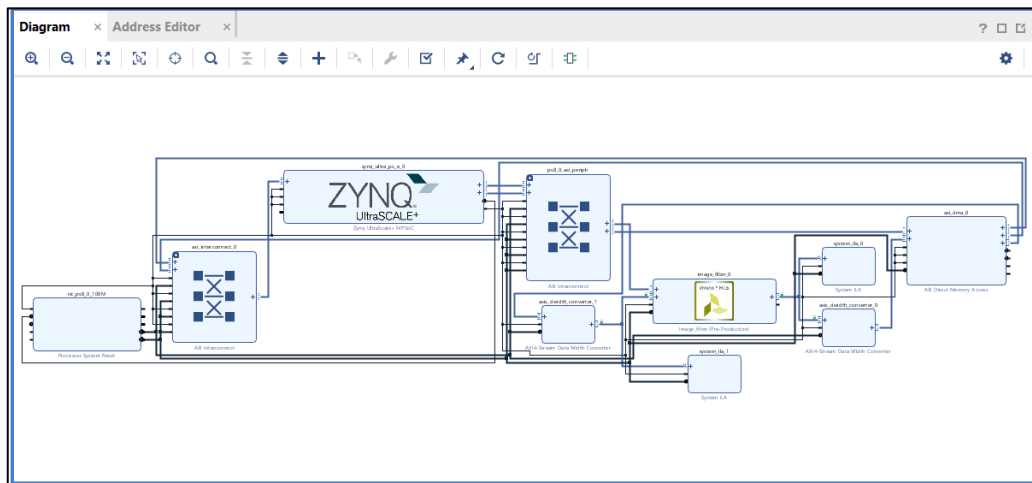 Diagram
Address Editor
zynq_ultra_ps_e_0
ZYNQ
UltraSCALE+
Zynq UltraScale+ MPSoC
ps8_0_axi_periph
AXI Interconnect
axi_dma_0
AXI Direct Memory Access
axi_interconnect_0
AXI Interconnect
system_ila_0
System ILA
image_filter_0
Vivado™ HLS
Image_filter (Pre-Production)
rst_ps8_0_100M
Processor System Reset
axis_dwidth_converter_1
AXI4-Stream Data Width Converter
axis_dwidth_converter_0
AXI4-Stream Data Width Converter
system_ila_1
System ILA